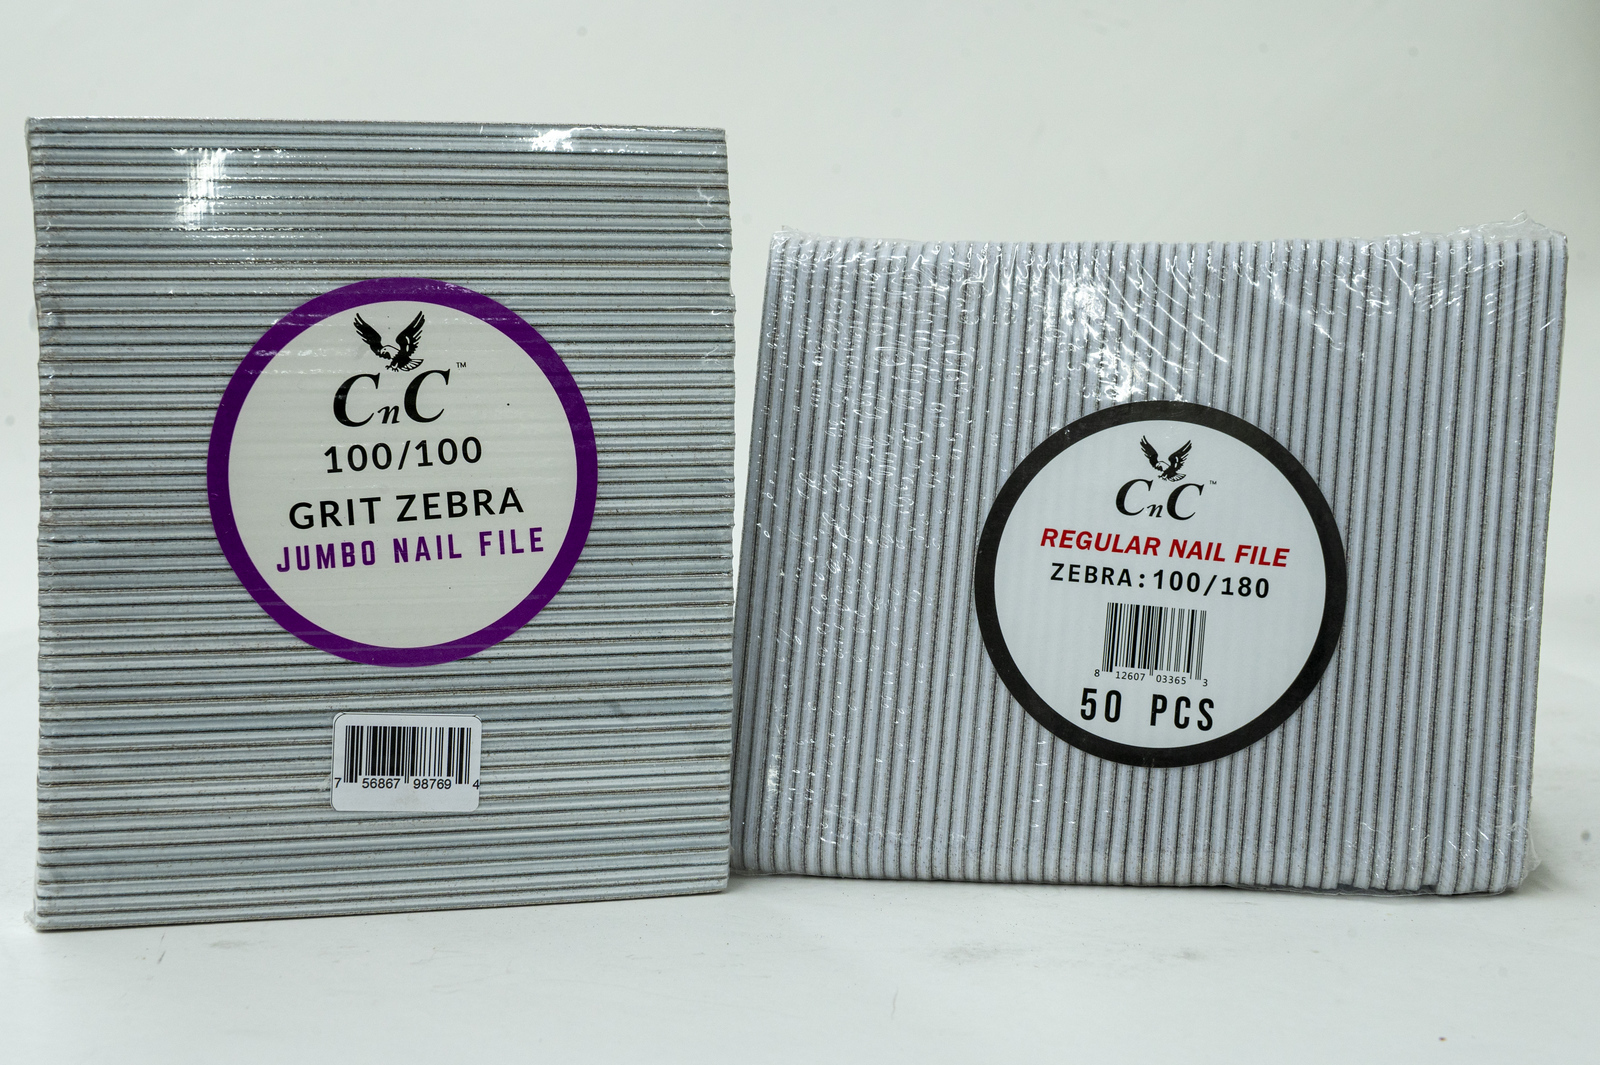 CnC™
100/100
GRIT ZEBRA
JUMBO NAIL FILE
7 56867 98769 4
CnC™
REGULAR NAIL FILE
ZEBRA:100/180
8 12607 03365 3
50 PCS